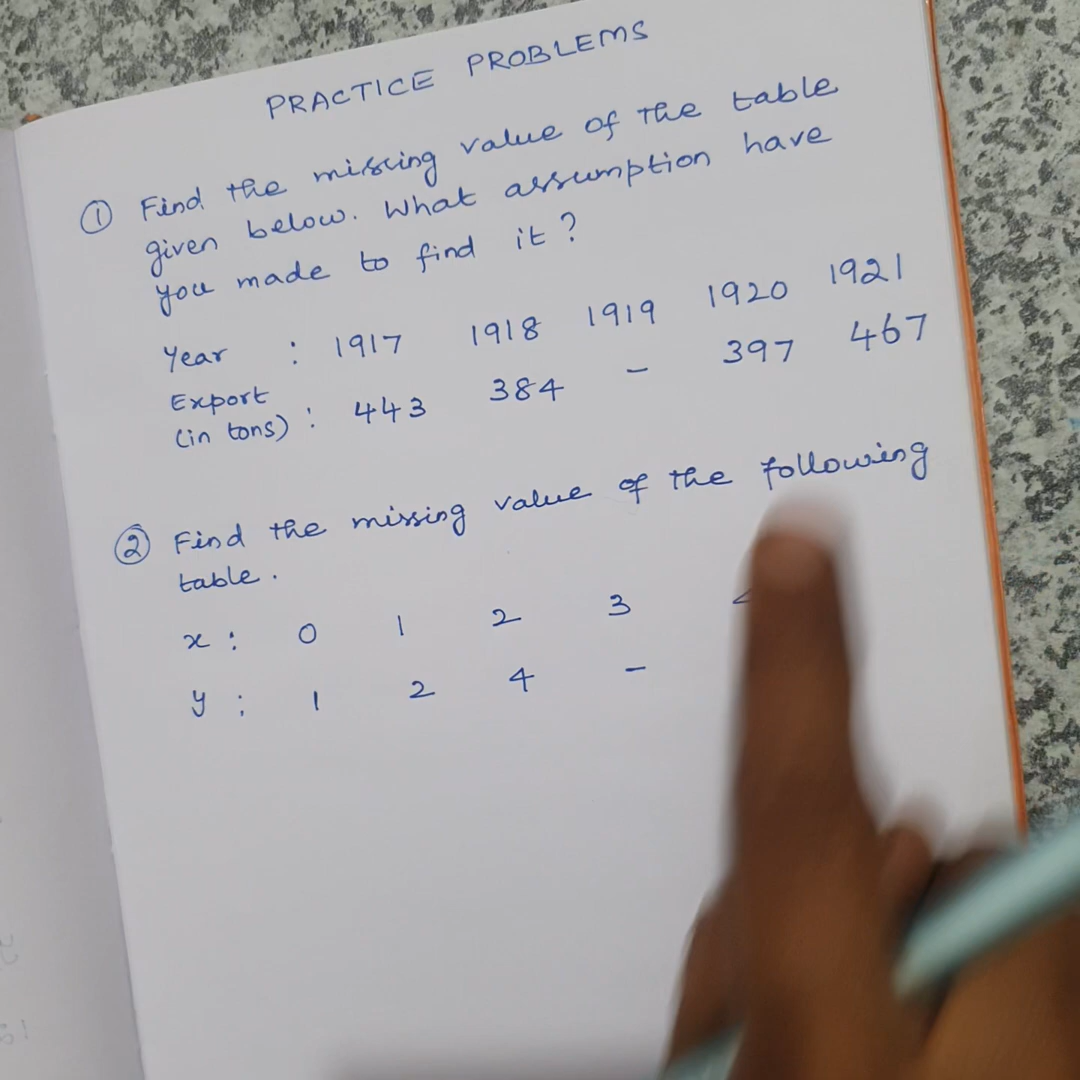 PRACTICE PROBLEMS
① Find the missing value of the table
given below. What assumption have
you made to find it?
Year : 1917 1918 1919 1920 1921
Export
(in tons) : 443 384 - 397 467
② Find the missing value of the following
table.
x : 0 1 2 3
y : 1 2 4 -